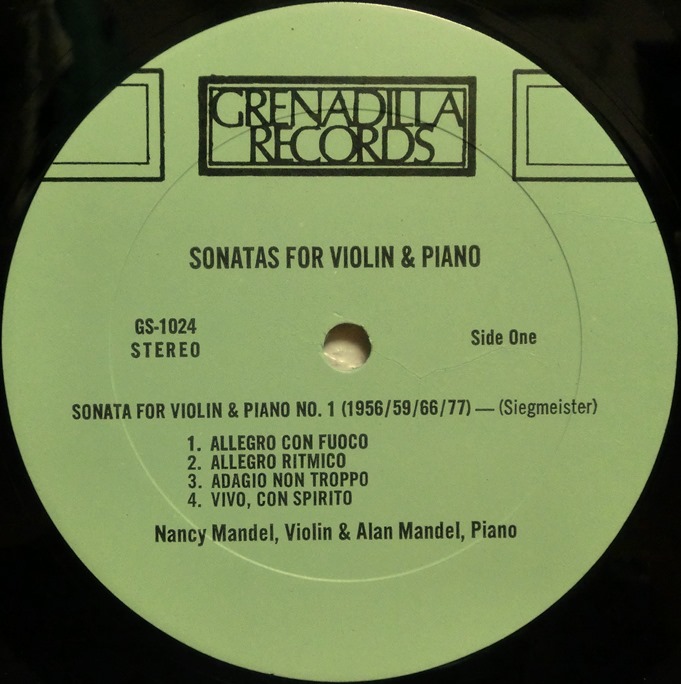 GRENADILLA
RECORDS
SONATAS FOR VIOLIN & PIANO
GS-1024
STEREO
Side One
SONATA FOR VIOLIN & PIANO NO. 1 (1956/59/66/77) — (Siegmeister)
1. ALLEGRO CON FUOCO
2. ALLEGRO RITMICO
3. ADAGIO NON TROPPO
4. VIVO, CON SPIRITO
Nancy Mandel, Violin & Alan Mandel, Piano